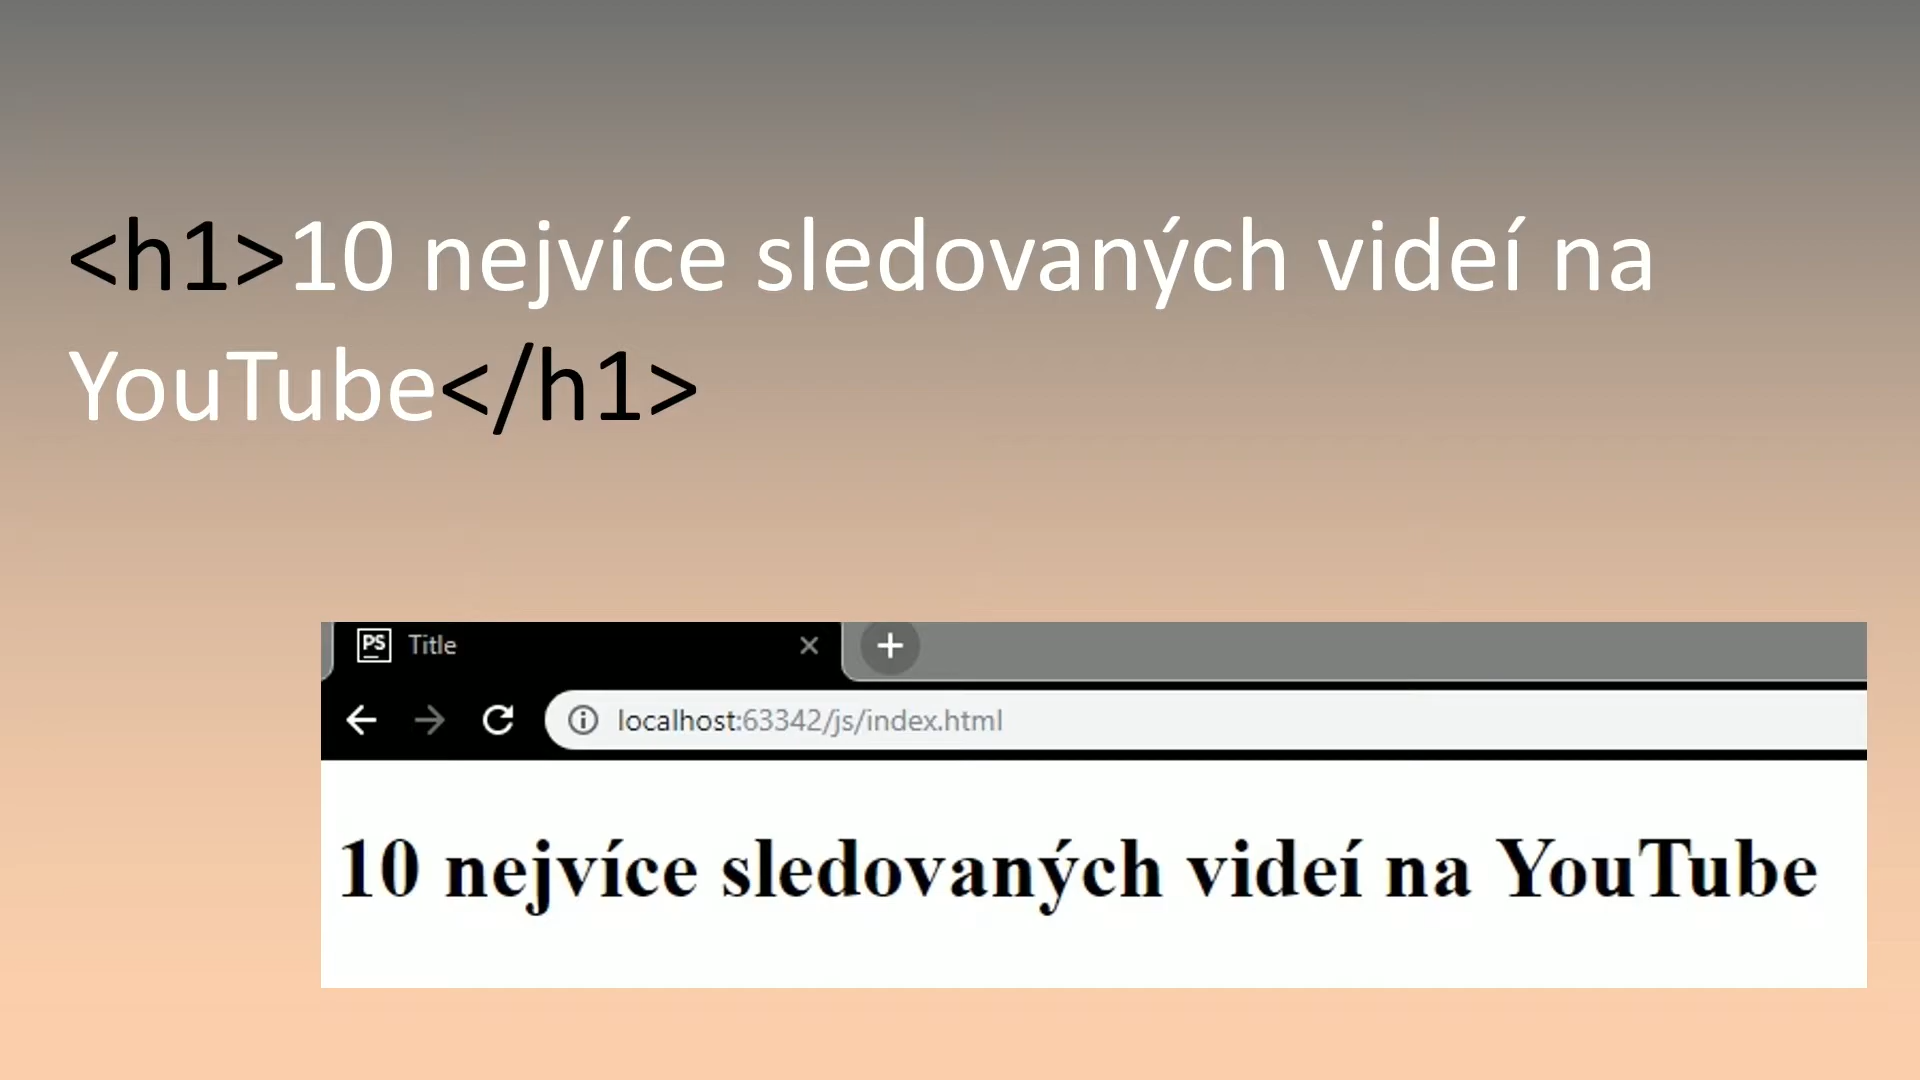 <h1>10 nejvíce sledovaných videí na
YouTube</h1>
PS Title
localhost:63342/js/index.html
10 nejvíce sledovaných videí na YouTube